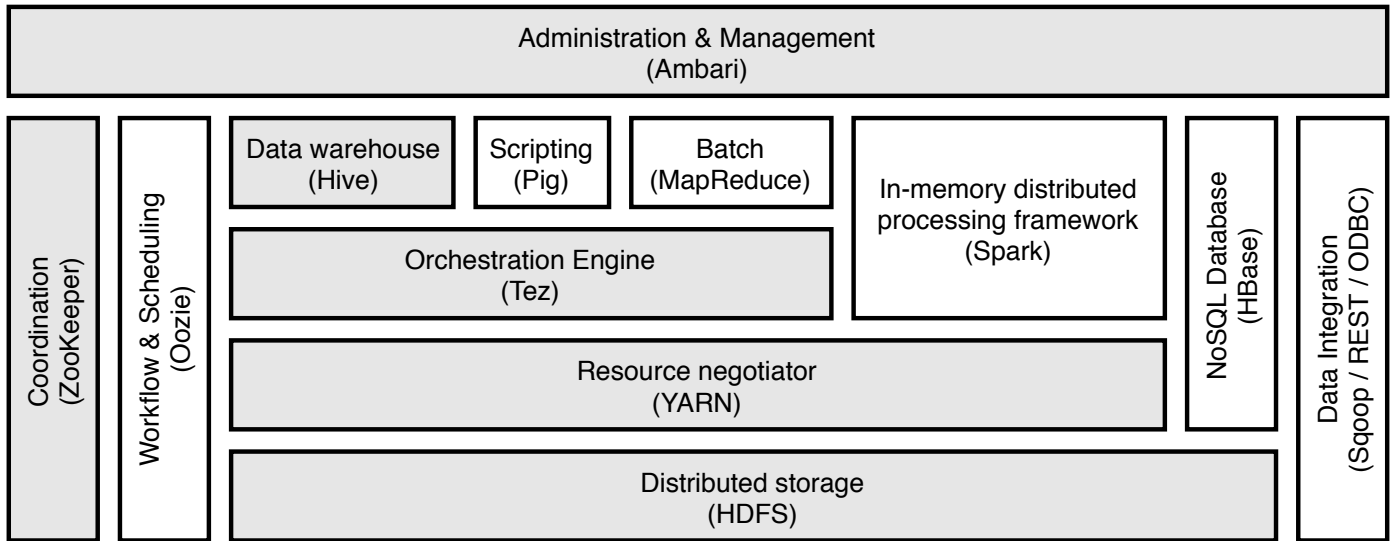 Administration & Management
(Ambari)
Coordination
(ZooKeeper)
Workflow & Scheduling
(Oozie)
Data warehouse
(Hive)
Scripting
(Pig)
Batch
(MapReduce)
In-memory distributed
processing framework
(Spark)
NoSQL Database
(HBase)
Data Integration
(Sqoop / REST / ODBC)
Orchestration Engine
(Tez)
Resource negotiator
(YARN)
Distributed storage
(HDFS)